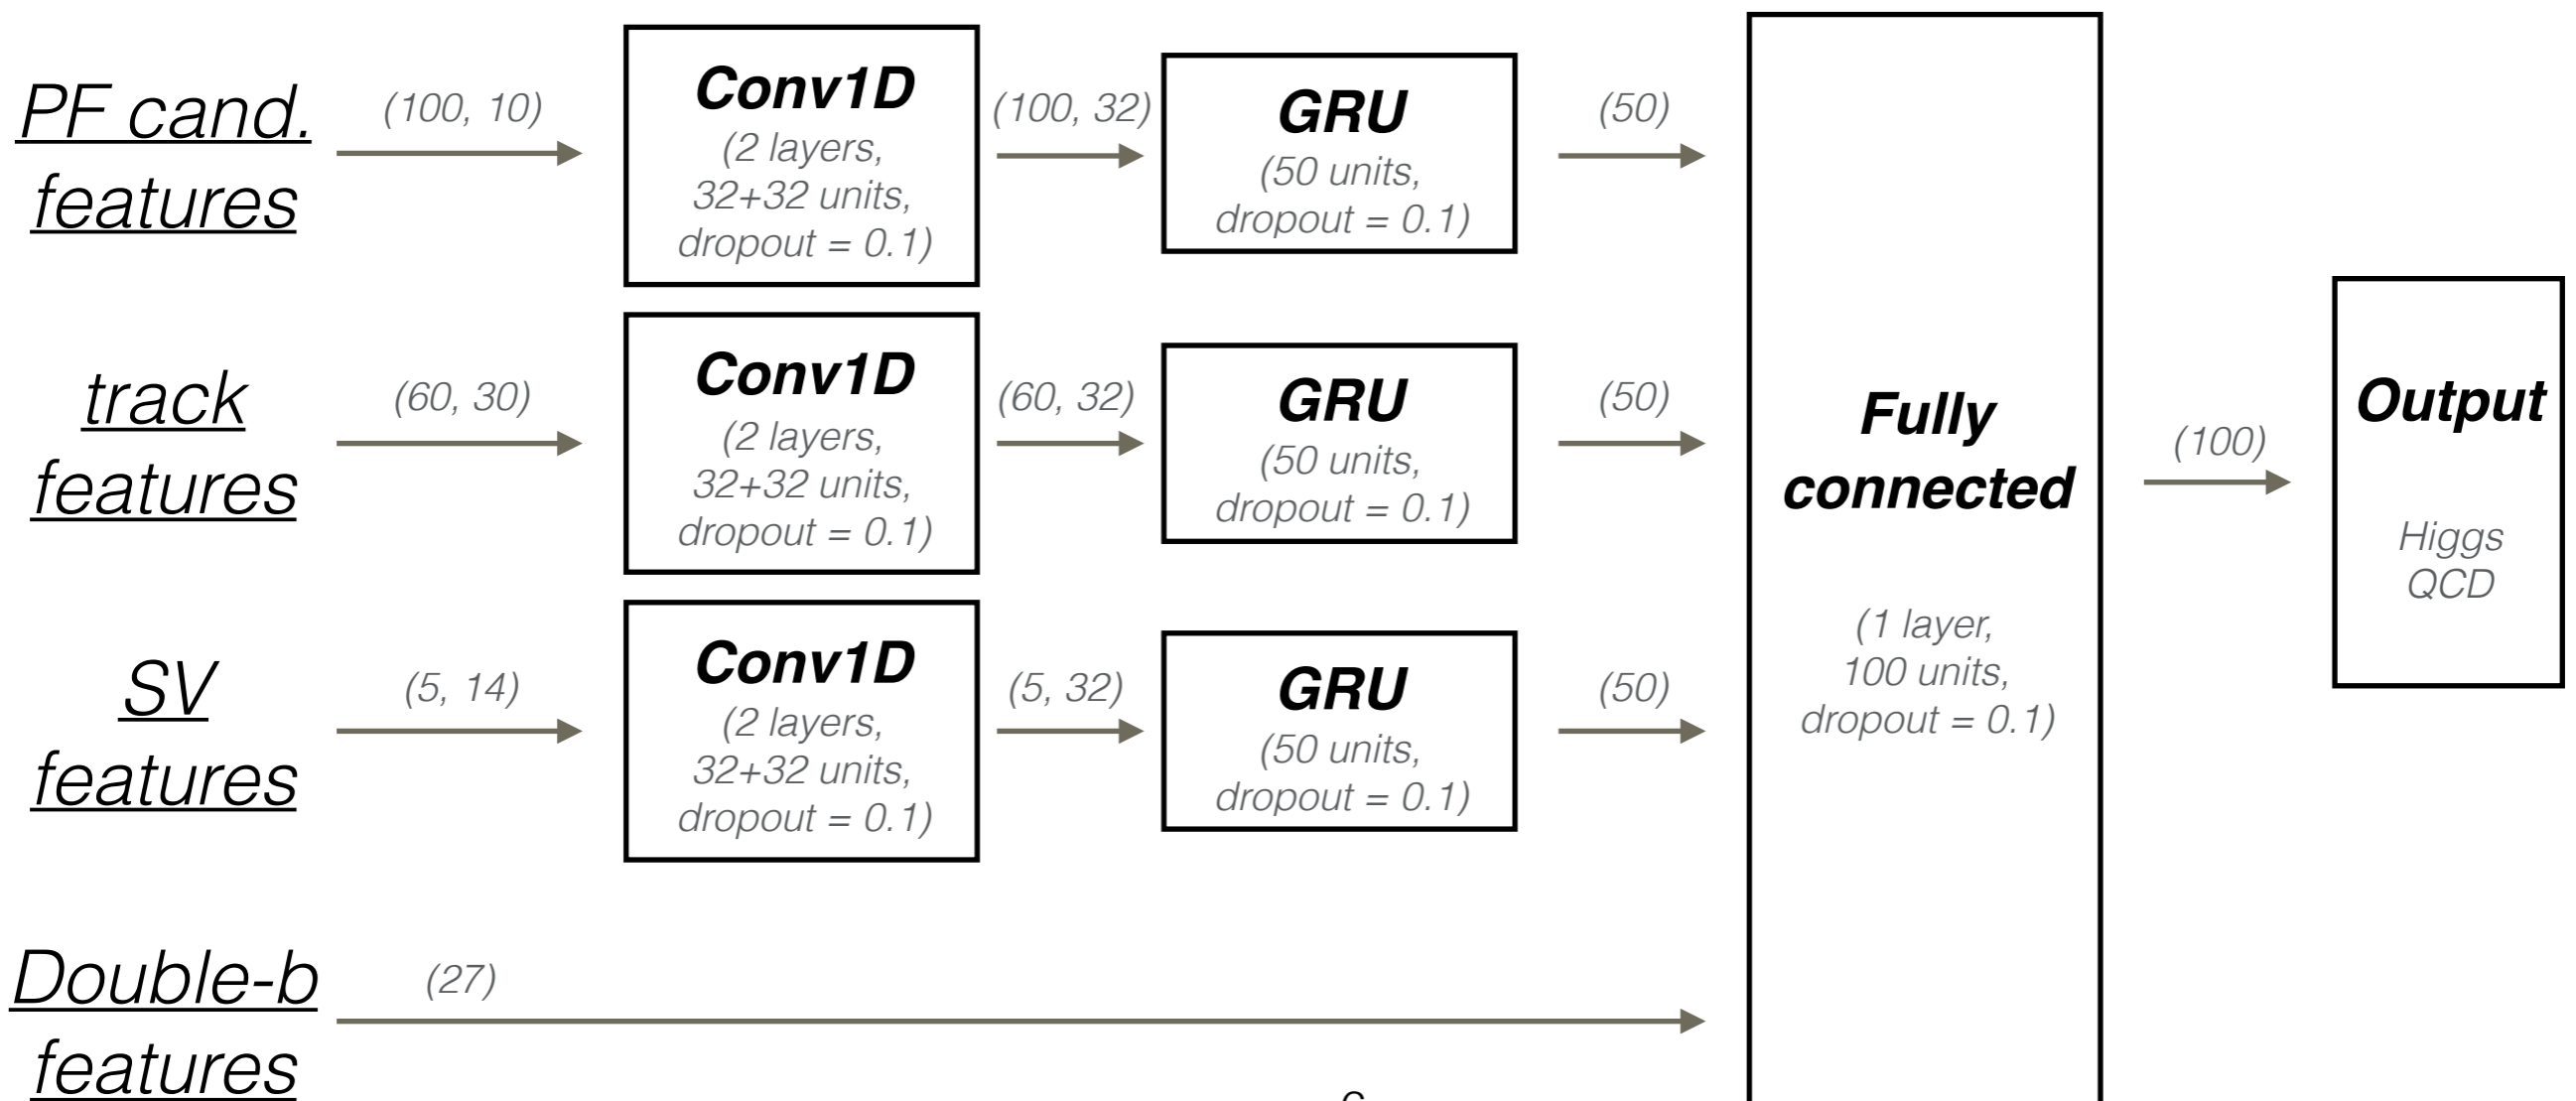 PF cand.
features
(100, 10)
Conv1D
(2 layers,
32+32 units,
dropout = 0.1)
(100, 32)
GRU
(50 units,
dropout = 0.1)
(50)
track
features
(60, 30)
Conv1D
(2 layers,
32+32 units,
dropout = 0.1)
(60, 32)
GRU
(50 units,
dropout = 0.1)
(50)
SV
features
(5, 14)
Conv1D
(2 layers,
32+32 units,
dropout = 0.1)
(5, 32)
GRU
(50 units,
dropout = 0.1)
(50)
Double-b
features
(27)
Fully
connected
(1 layer,
100 units,
dropout = 0.1)
(100)
Output
Higgs
QCD